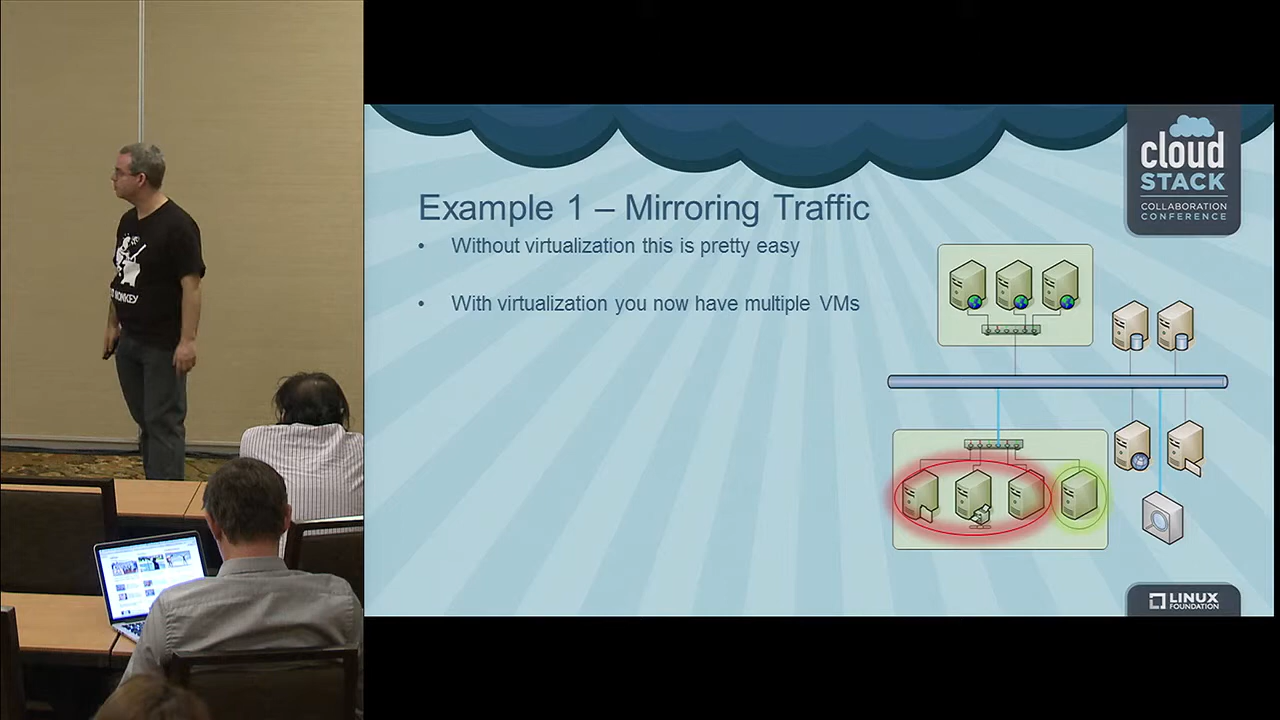 MONKEY
Example 1 – Mirroring Traffic
• Without virtualization this is pretty easy
• With virtualization you now have multiple VMs
cloud
STACK
COLLABORATION
CONFERENCE
LINUX
FOUNDATION